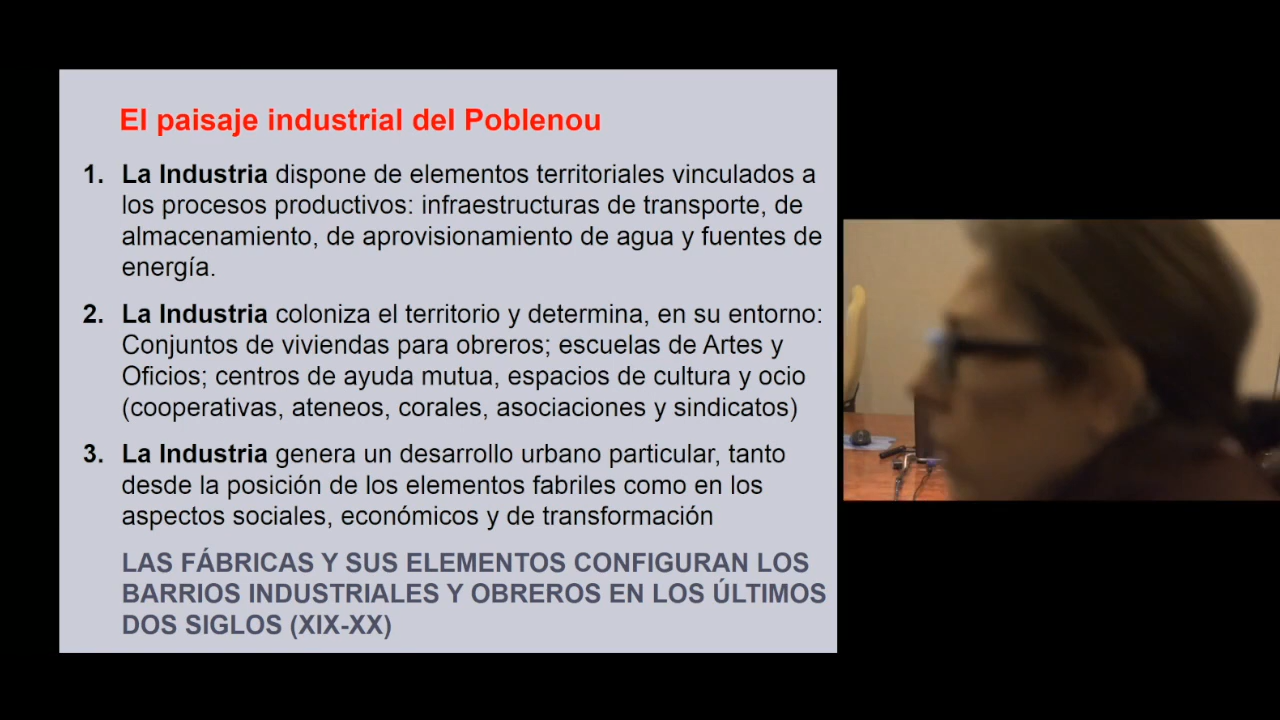 El paisaje industrial del Poblenou
1. La Industria dispone de elementos territoriales vinculados a
los procesos productivos: infraestructuras de transporte, de
almacenamiento, de aprovisionamiento de agua y fuentes de
energía.
2. La Industria coloniza el territorio y determina, en su entorno:
Conjuntos de viviendas para obreros; escuelas de Artes y
Oficios; centros de ayuda mutua, espacios de cultura y ocio
(cooperativas, ateneos, corales, asociaciones y sindicatos)
3. La Industria genera un desarrollo urbano particular, tanto
desde la posición de los elementos fabriles como en los
aspectos sociales, económicos y de transformación
LAS FÁBRICAS Y SUS ELEMENTOS CONFIGURAN LOS
BARRIOS INDUSTRIALES Y OBREROS EN LOS ÚLTIMOS
DOS SIGLOS (XIX-XX)